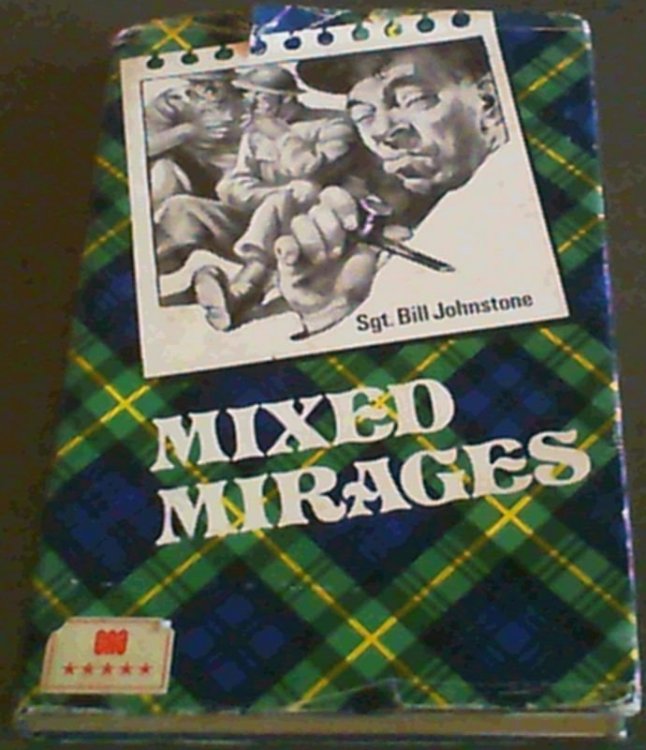 Sgt. Bill Johnstone
MIXED
MIRAGES